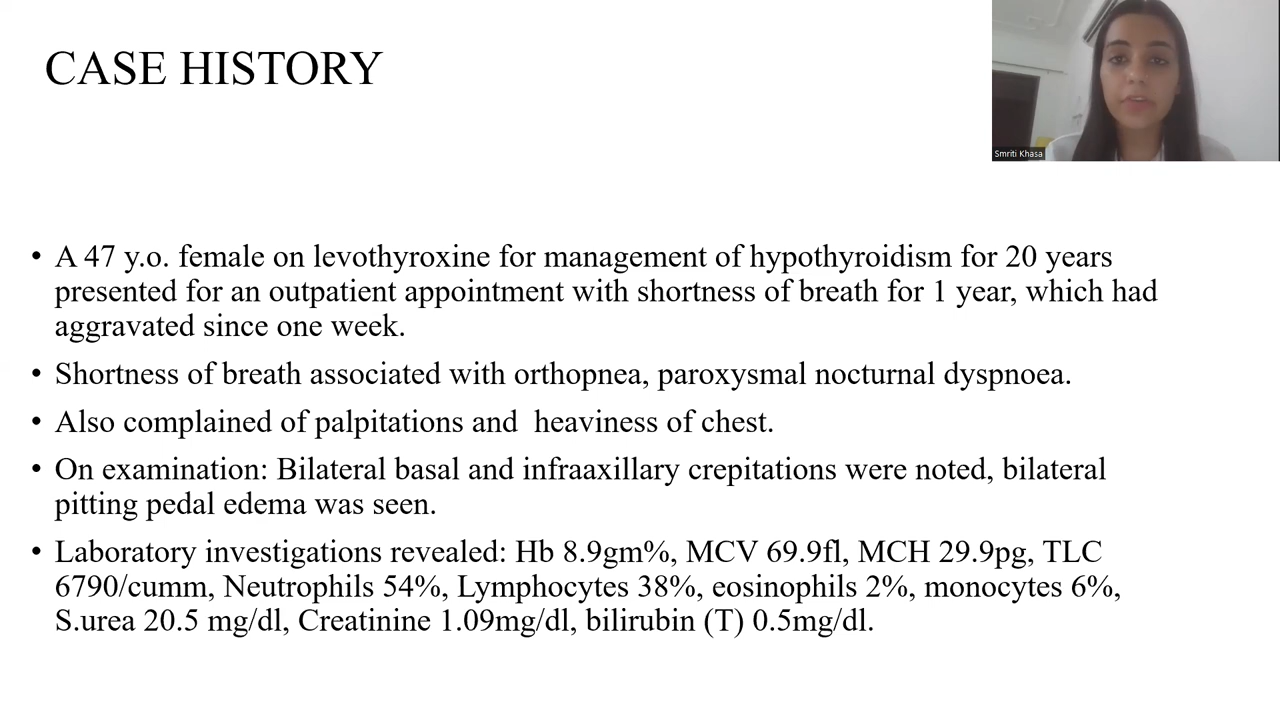 CASE HISTORY
Smriti Khasa
• A 47 y.o. female on levothyroxine for management of hypothyroidism for 20 years
presented for an outpatient appointment with shortness of breath for 1 year, which had
aggravated since one week.
• Shortness of breath associated with orthopnea, paroxysmal nocturnal dyspnoea.
• Also complained of palpitations and  heaviness of chest.
• On examination: Bilateral basal and infraaxillary crepitations were noted, bilateral
pitting pedal edema was seen.
• Laboratory investigations revealed: Hb 8.9gm%, MCV 69.9fl, MCH 29.9pg, TLC
6790/cumm, Neutrophils 54%, Lymphocytes 38%, eosinophils 2%, monocytes 6%,
S.urea 20.5 mg/dl, Creatinine 1.09mg/dl, bilirubin (T) 0.5mg/dl.